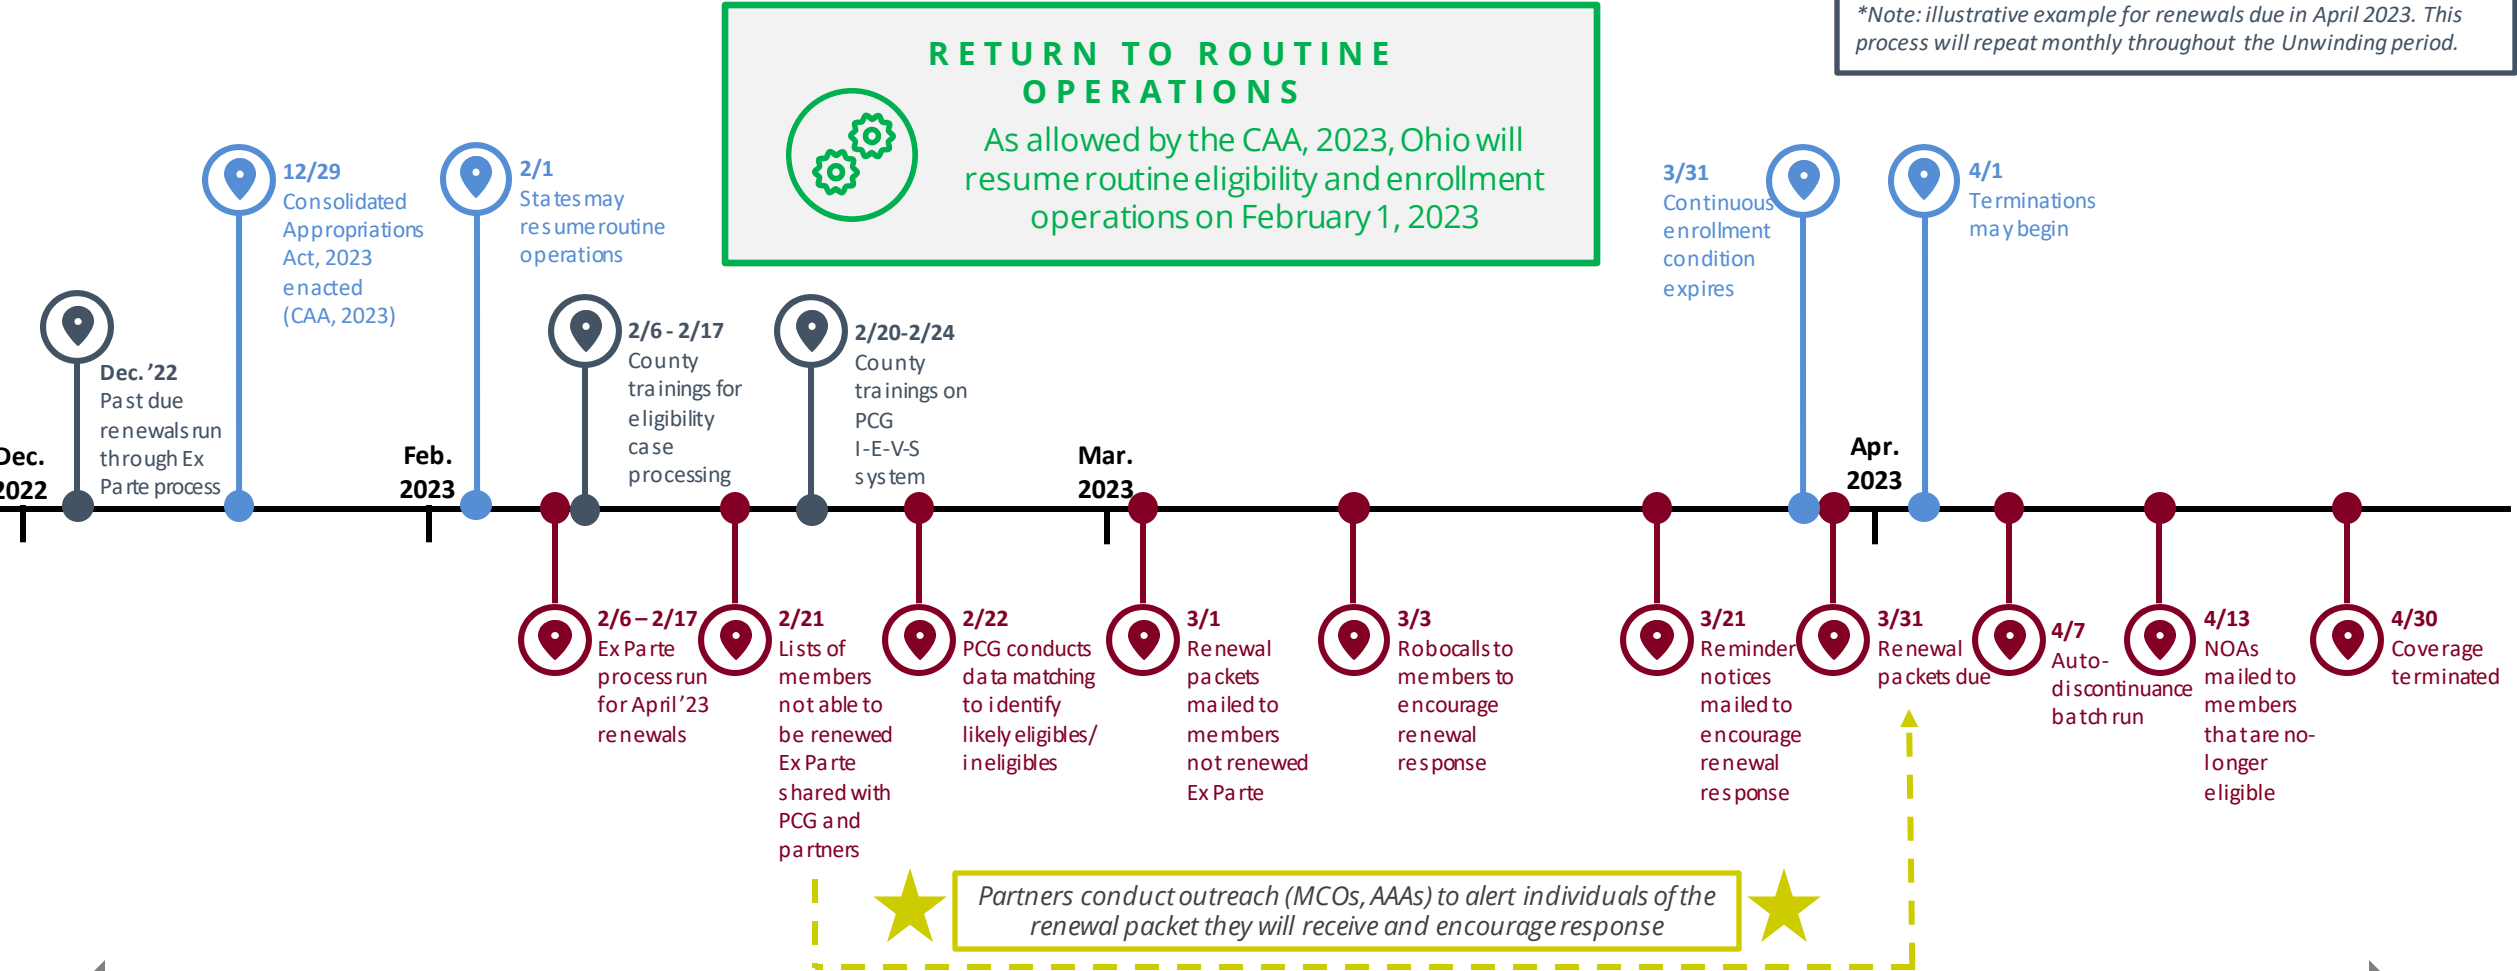 *Note: illustrative example for renewals due in April 2023. This
process will repeat monthly throughout the Unwinding period.
RETURN TO ROUTINE
OPERATIONS
As allowed by the CAA, 2023, Ohio will
resume routine eligibility and enrollment
operations on February 1, 2023
12/29
Consolidated
Appropriations
Act, 2023
enacted
(CAA, 2023)
2/1
States may
resume routine
operations
3/31
Continuous
enrollment
condition
expires
4/1
Terminations
may begin
Dec. ’22
Past due
renewals run
through Ex
Parte process
2/6 - 2/17
County
trainings for
eligibility
case
processing
2/20-2/24
County
trainings on
PCG
I-E-V-S
system
Dec.
2022
Feb.
2023
Mar.
2023
Apr.
2023
2/6 – 2/17
Ex Parte
process run
for April ’23
renewals
2/21
Lists of
members
not able to
be renewed
Ex Parte
shared with
PCG and
partners
2/22
PCG conducts
data matching
to identify
likely eligibles/
ineligibles
3/1
Renewal
packets
mailed to
members
not renewed
Ex Parte
3/3
Robocalls to
members to
encourage
renewal
response
3/21
Reminder
notices
mailed to
encourage
renewal
response
3/31
Renewal
packets due
4/7
Auto-
discontinuance
batch run
4/13
NOAs
mailed to
members
that are no-
longer
eligible
4/30
Coverage
terminated
Partners conduct outreach (MCOs, AAAs) to alert individuals of the
renewal packet they will receive and encourage response